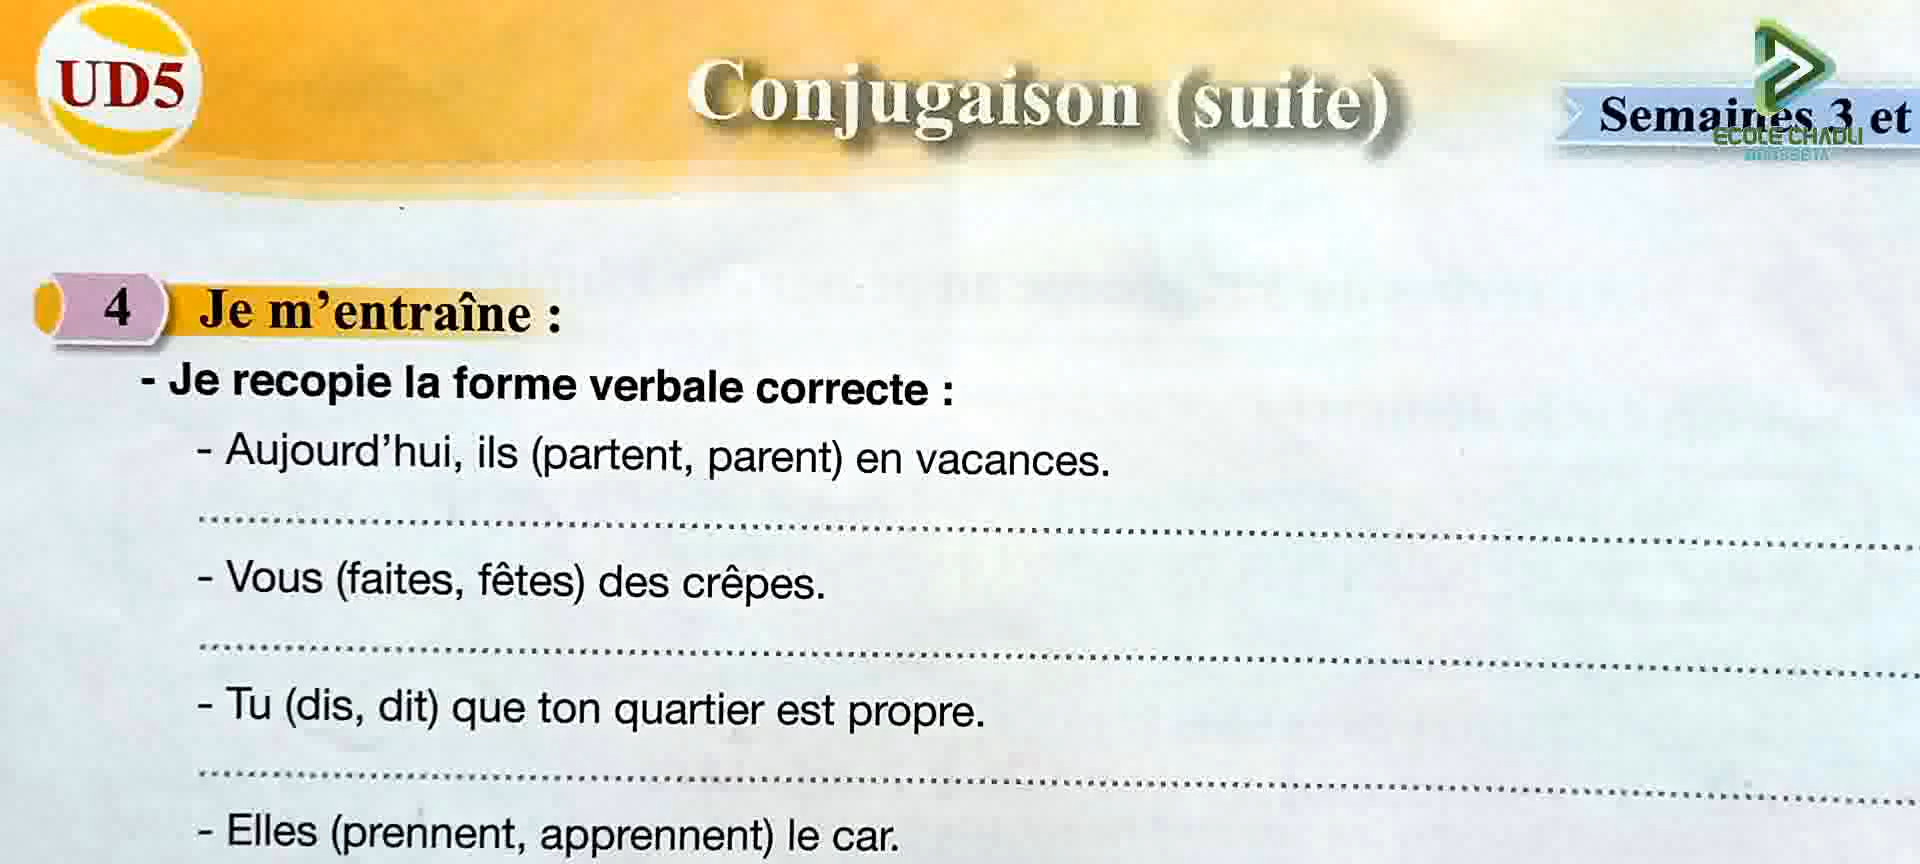 UD5
Conjugaison (suite)
Semaines 3 et
ECOLE CHADLI
4 Je m’entraîne :
- Je recopie la forme verbale correcte :
- Aujourd’hui, ils (partent, parent) en vacances.
- Vous (faites, fêtes) des crêpes.
- Tu (dis, dit) que ton quartier est propre.
- Elles (prennent, apprennent) le car.